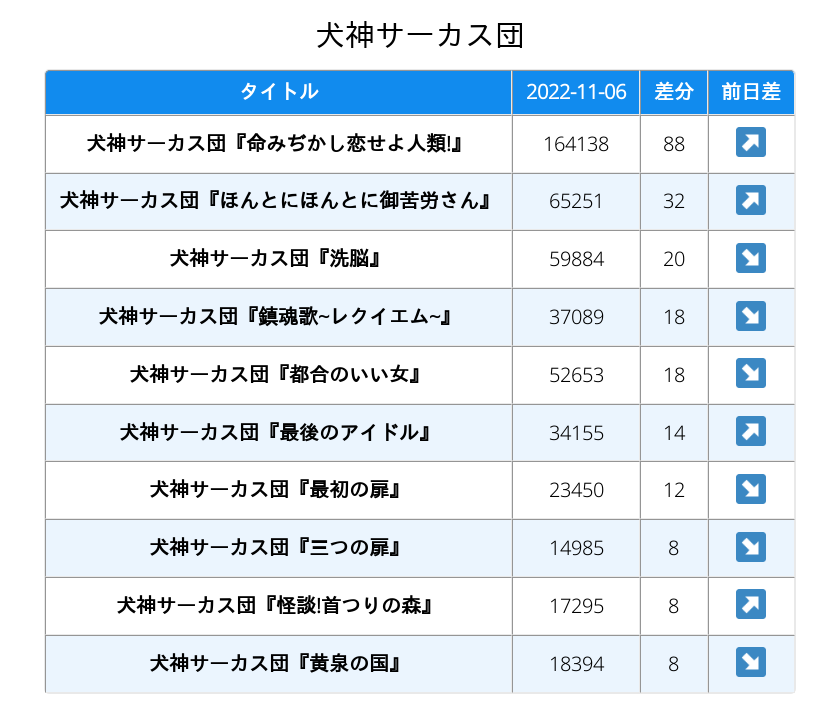 犬神サーカス団
タイトル 2022-11-06 差分 前日差
犬神サーカス団『命みぢかし恋せよ人類!』 164138 88 ↗
犬神サーカス団『ほんとにほんとに御苦労さん』 65251 32 ↗
犬神サーカス団『洗脳』 59884 20 ↘
犬神サーカス団『鎮魂歌~レクイエム~』 37089 18 ↘
犬神サーカス団『都合のいい女』 52653 18 ↘
犬神サーカス団『最後のアイドル』 34155 14 ↗
犬神サーカス団『最初の扉』 23450 12 ↘
犬神サーカス団『三つの扉』 14985 8 ↘
犬神サーカス団『怪談!首つりの森』 17295 8 ↗
犬神サーカス団『黄泉の国』 18394 8 ↘